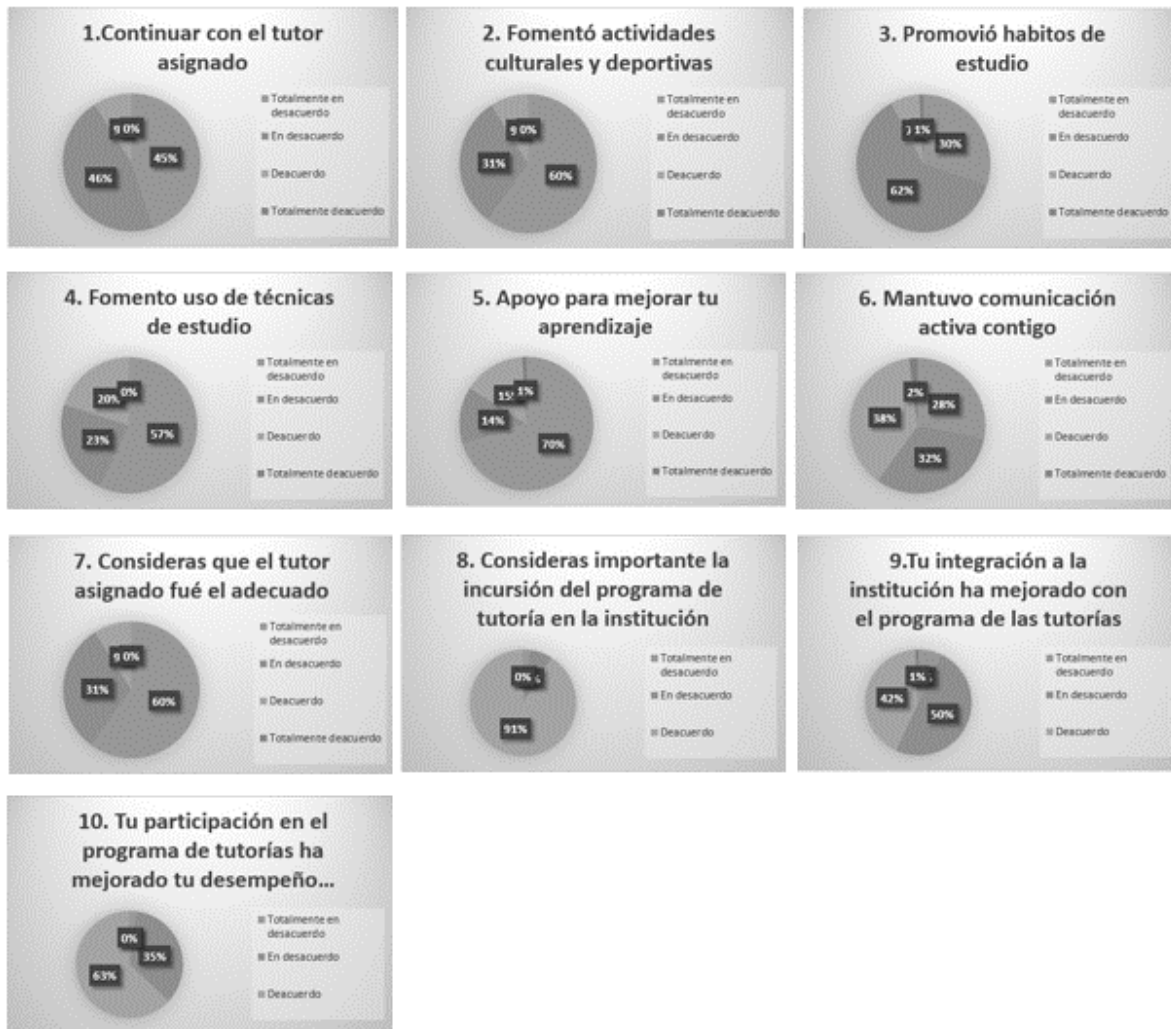 1.Continuar con el tutor
asignado
9 0%
45%
46%
Totalmente en
desacuerdo
En desacuerdo
Deacuerdo
Totalmente deacuerdo
2. Fomentó actividades
culturales y deportivas
9 0%
31%
60%
Totalmente en
desacuerdo
En desacuerdo
Deacuerdo
Totalmente deacuerdo
3. Promovió habitos de
estudio
1%
30%
62%
Totalmente en
desacuerdo
En desacuerdo
Deacuerdo
Totalmente deacuerdo
4. Fomento uso de técnicas
de estudio
20% 0%
23%
57%
Totalmente en
desacuerdo
En desacuerdo
Deacuerdo
Totalmente deacuerdo
5. Apoyo para mejorar tu
aprendizaje
15 1%
14%
70%
Totalmente en
desacuerdo
En desacuerdo
Deacuerdo
Totalmente deacuerdo
6. Mantuvo comunicación
activa contigo
2%
28%
38%
32%
Totalmente en
desacuerdo
En desacuerdo
Deacuerdo
Totalmente deacuerdo
7. Consideras que el tutor
asignado fué el adecuado
9 0%
31%
60%
Totalmente en
desacuerdo
En desacuerdo
Deacuerdo
Totalmente deacuerdo
8. Consideras importante la
incursión del programa de
tutoría en la institución
0%
91%
Totalmente en
desacuerdo
En desacuerdo
Deacuerdo
9.Tu integración a la
institución ha mejorado con
el programa de las tutorías
1%
42%
50%
Totalmente en
desacuerdo
En desacuerdo
Deacuerdo
10. Tu participación en el
programa de tutorías ha
mejorado tu desempeño...
0%
35%
63%
Totalmente en
desacuerdo
En desacuerdo
Deacuerdo